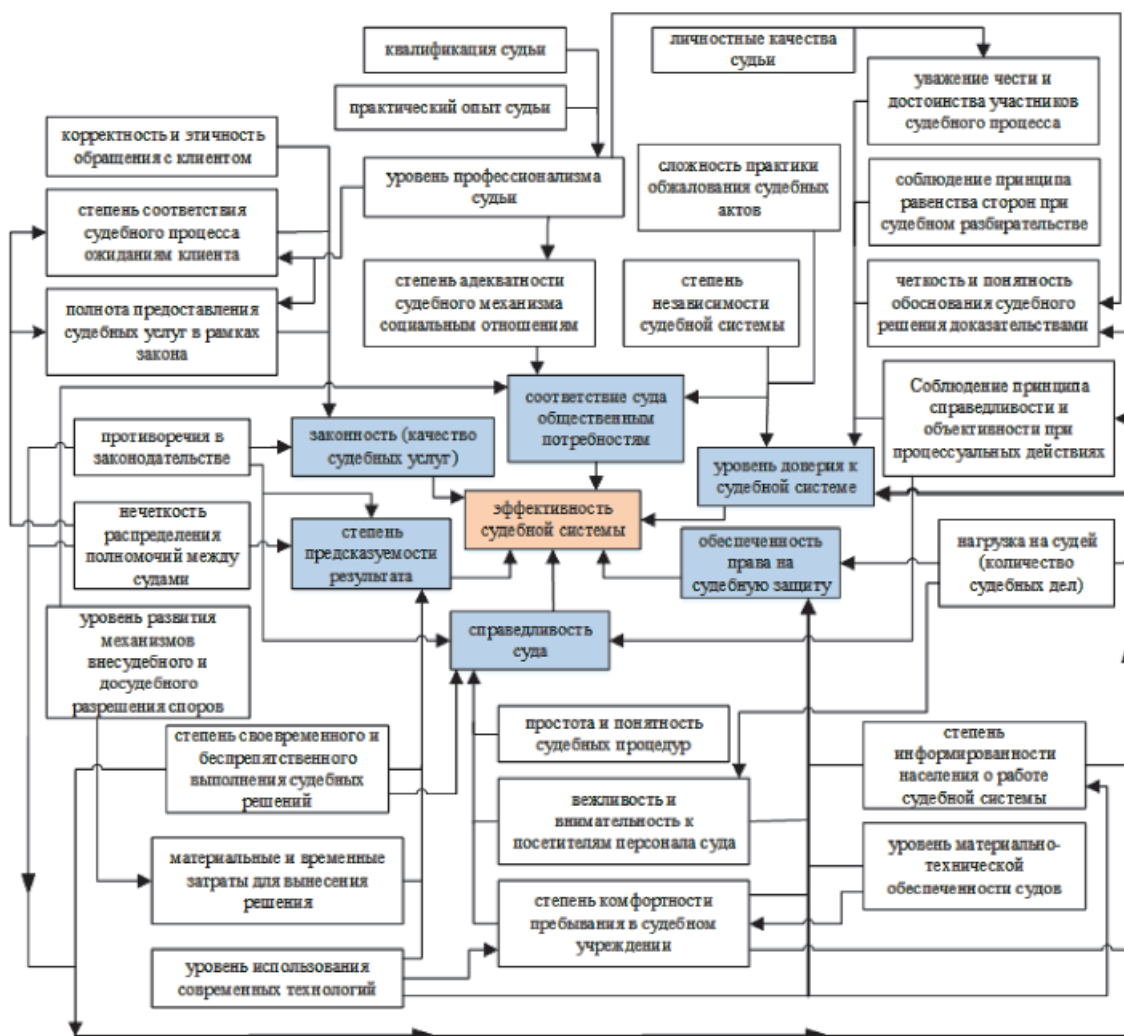 квалификация судьи
личностные качества
судьи
уважение чести и
достоинства участников
судебного процесса
практический опыт судьи
корректность и этичность
обращения с клиентом
уровень профессионализма
судьи
сложность практики
обжалования судебных
актов
соблюдение принципа
равенства сторон при
судебном разбирательстве
степень соответствия
судебного процесса
ожиданиям клиента
степень адекватности
судебного механизма
социальным отношениям
степень
независимости
судебной системы
четкость и понятность
обоснования судебного
решения доказательствами
полнота предоставления
судебных услуг в рамках
закона
соответствие суда
общественным
потребностям
Соблюдение принципа
справедливости и
объективности при
процессуальных действиях
противоречия в
законодательстве
законность (качество
судебных услуг)
уровень доверия к
судебной системе
эффективность
судебной системы
нечеткость
распределения
полномочий между
судами
степень
предсказуемости
результата
обеспеченность
права на
судебную защиту
нагрузка на судей
(количество
судебных дел)
уровень развития
механизмов
внесудебного и
досудебного
разрешения споров
справедливость
суда
простота и понятность
судебных процедур
степень своевременного и
беспрепятственного
выполнения судебных
решений
степень
информированности
населения о работе
судебной системы
вежливость и
внимательность к
посетителям персонала суда
материальные и временные
затраты для вынесения
решения
уровень материально-
технической
обеспеченности судов
степень комфортности
пребывания в судебном
учреждении
уровень использования
современных технологий